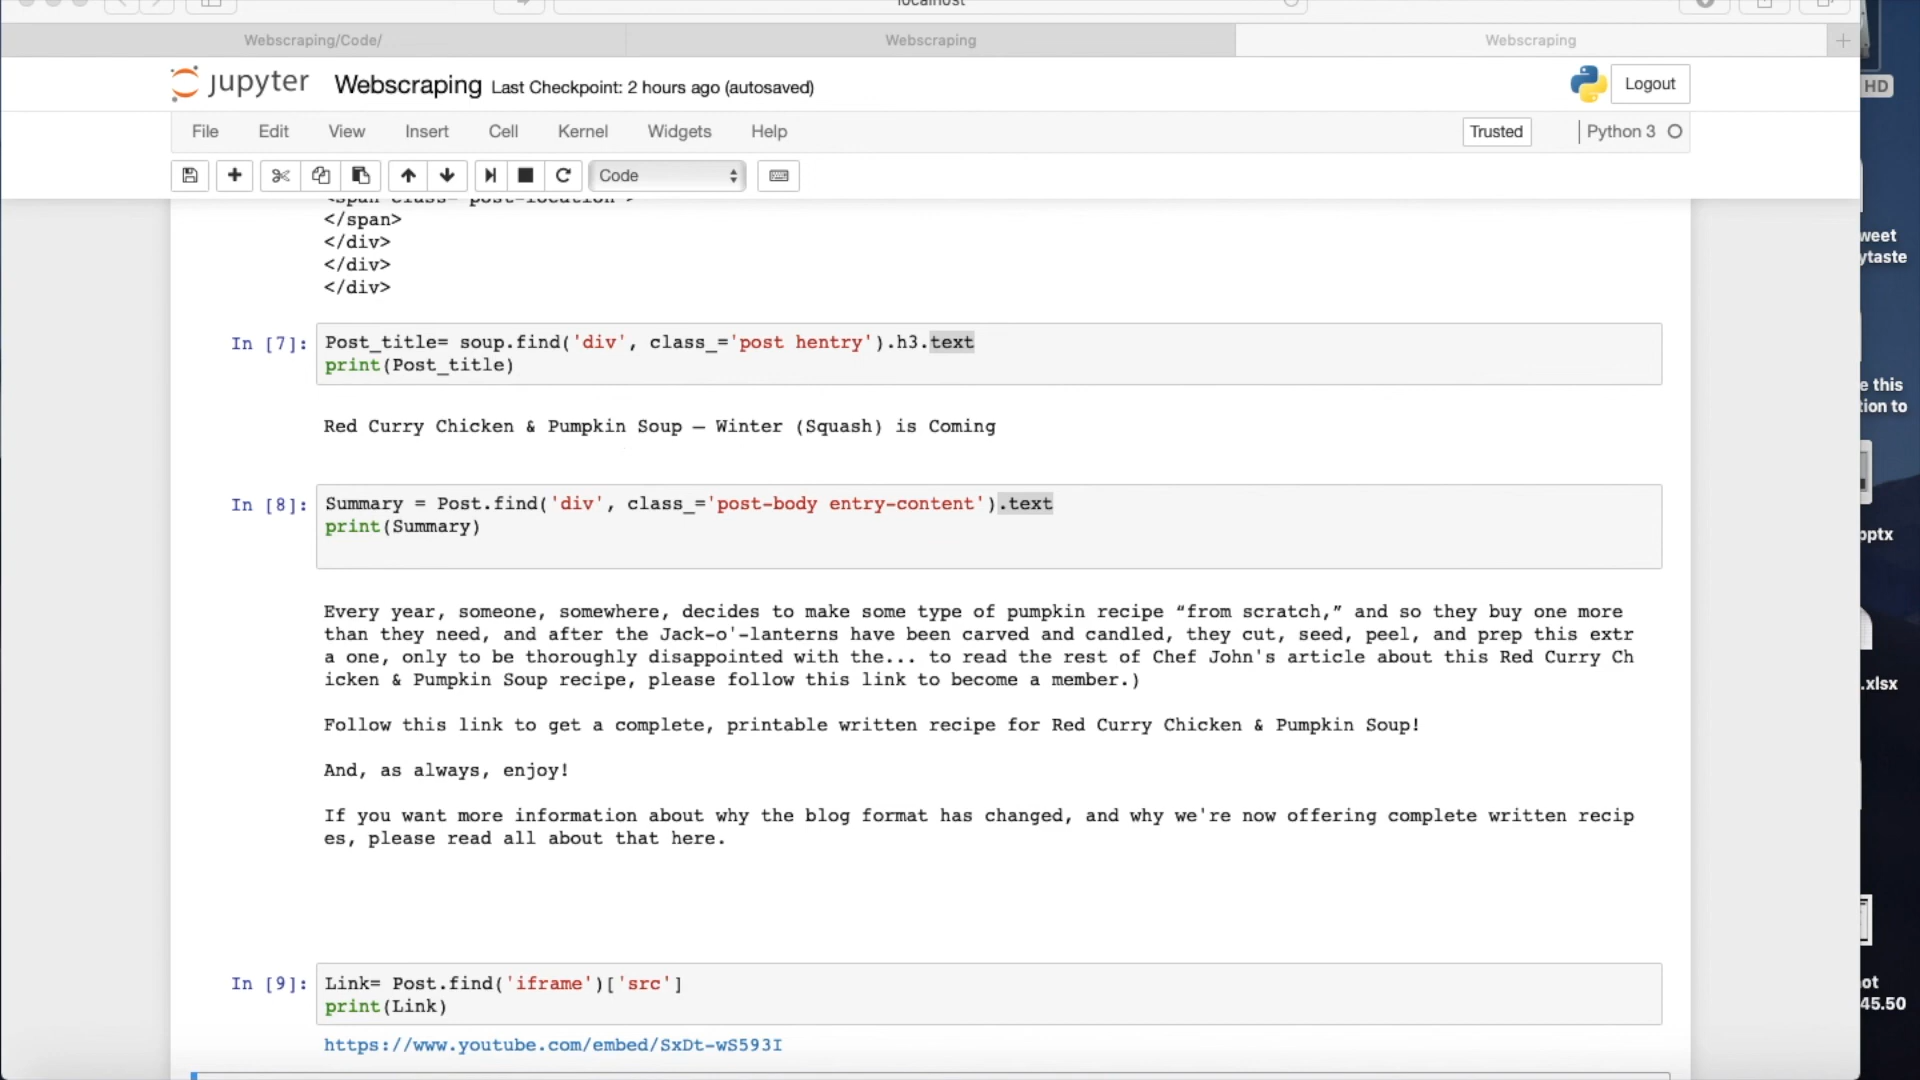 localhost
Webscraping/Code/
Webscraping
Webscraping
jupyter Webscraping Last Checkpoint: 2 hours ago (autosaved)
Logout
HD
File Edit View Insert Cell Kernel Widgets Help
Trusted
Python 3
Code
<span class="post-location">
</span>
</div>
</div>
</div>
In [7]: Post_title= soup.find('div', class_='post hentry').h3.text
print(Post_title)
Red Curry Chicken & Pumpkin Soup – Winter (Squash) is Coming
In [8]: Summary = Post.find('div', class_='post-body entry-content').text
print(Summary)
Every year, someone, somewhere, decides to make some type of pumpkin recipe “from scratch,” and so they buy one more
than they need, and after the Jack-o'-lanterns have been carved and candled, they cut, seed, peel, and prep this extr
a one, only to be thoroughly disappointed with the... to read the rest of Chef John's article about this Red Curry Ch
icken & Pumpkin Soup recipe, please follow this link to become a member.)
Follow this link to get a complete, printable written recipe for Red Curry Chicken & Pumpkin Soup!
And, as always, enjoy!
If you want more information about why the blog format has changed, and why we're now offering complete written recip
es, please read all about that here.
In [9]: Link= Post.find('iframe')['src']
print(Link)
https://www.youtube.com/embed/SxDt-wS593I
weet
ytaste
e this
tion to
pptx
.xlsx
ot
45.50